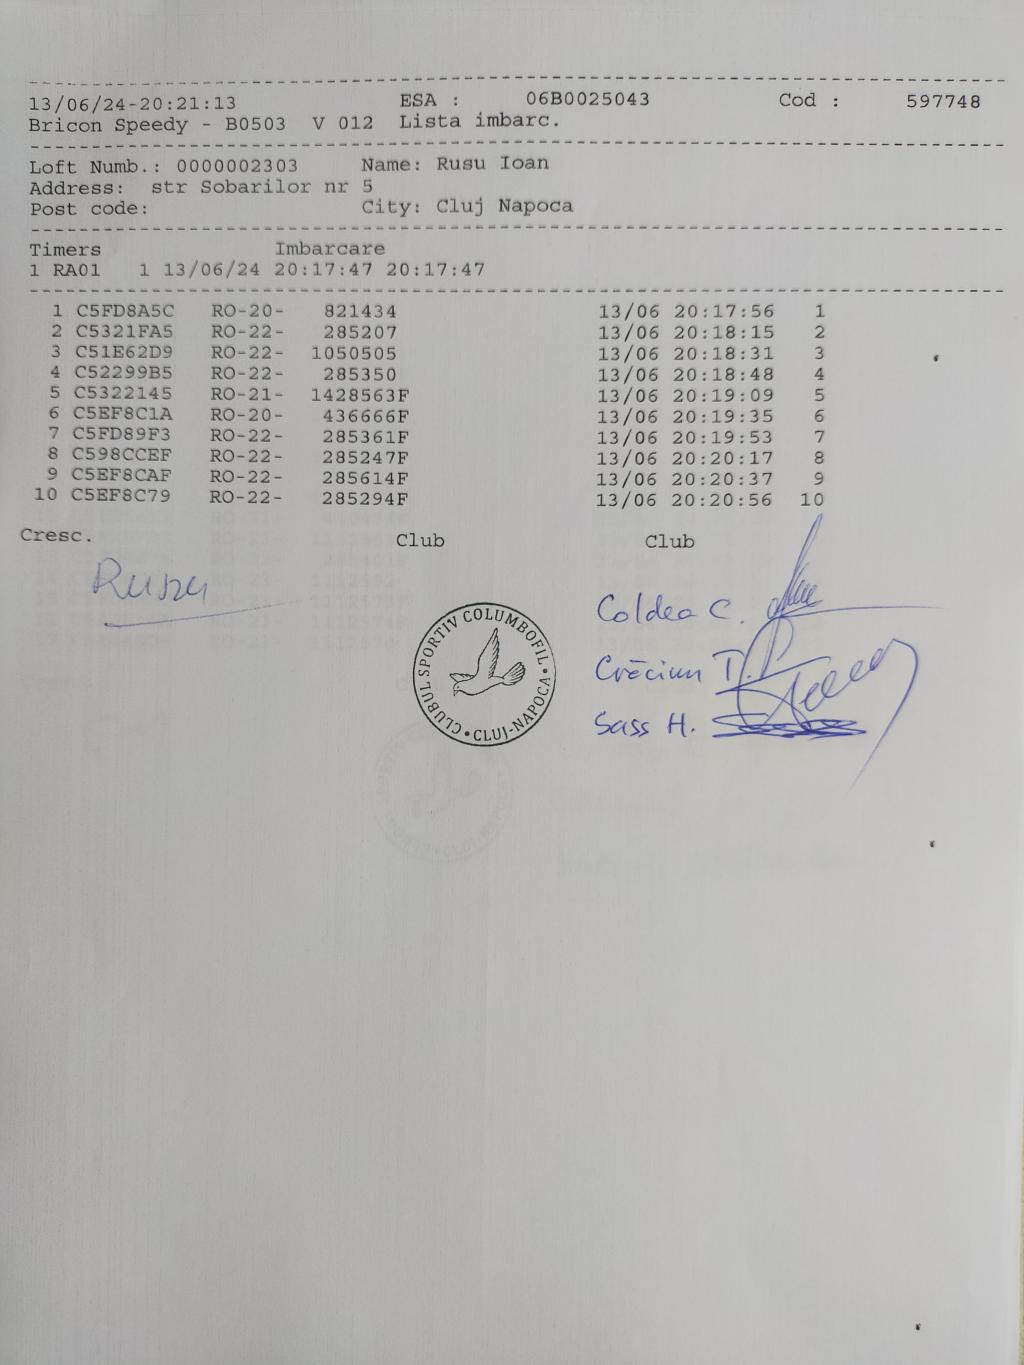 13/06/24-20:21:13 ESA : 06B0025043 Cod : 597748
Bricon Speedy - B0503 V 012 Lista imbarc.
Loft Numb.: 0000002303 Name: Rusu Ioan
Address: str Sobarilor nr 5
Post code: City: Cluj Napoca
Timers Imbarcare
1 RA01 1 13/06/24 20:17:47 20:17:47
1 C5FD8A5C RO-20- 821434 13/06 20:17:56 1
2 C5321FA5 RO-22- 285207 13/06 20:18:15 2
3 C51E62D9 RO-22- 1050505 13/06 20:18:31 3
4 C52299B5 RO-22- 285350 13/06 20:18:48 4
5 C5322145 RO-21- 1428563F 13/06 20:19:09 5
6 C5EF8C1A RO-20- 436666F 13/06 20:19:35 6
7 C5FD89F3 RO-22- 285361F 13/06 20:19:53 7
8 C598CCEF RO-22- 285247F 13/06 20:20:17 8
9 C5EF8CAF RO-22- 285614F 13/06 20:20:37 9
10 C5EF8C79 RO-22- 285294F 13/06 20:20:56 10
Cresc. Club Club
Rusu
CLUBUL SPORTIV COLUMBOFIL • CLUJ-NAPOCA •
Coldea C.
Crăciun T.
Sass H.